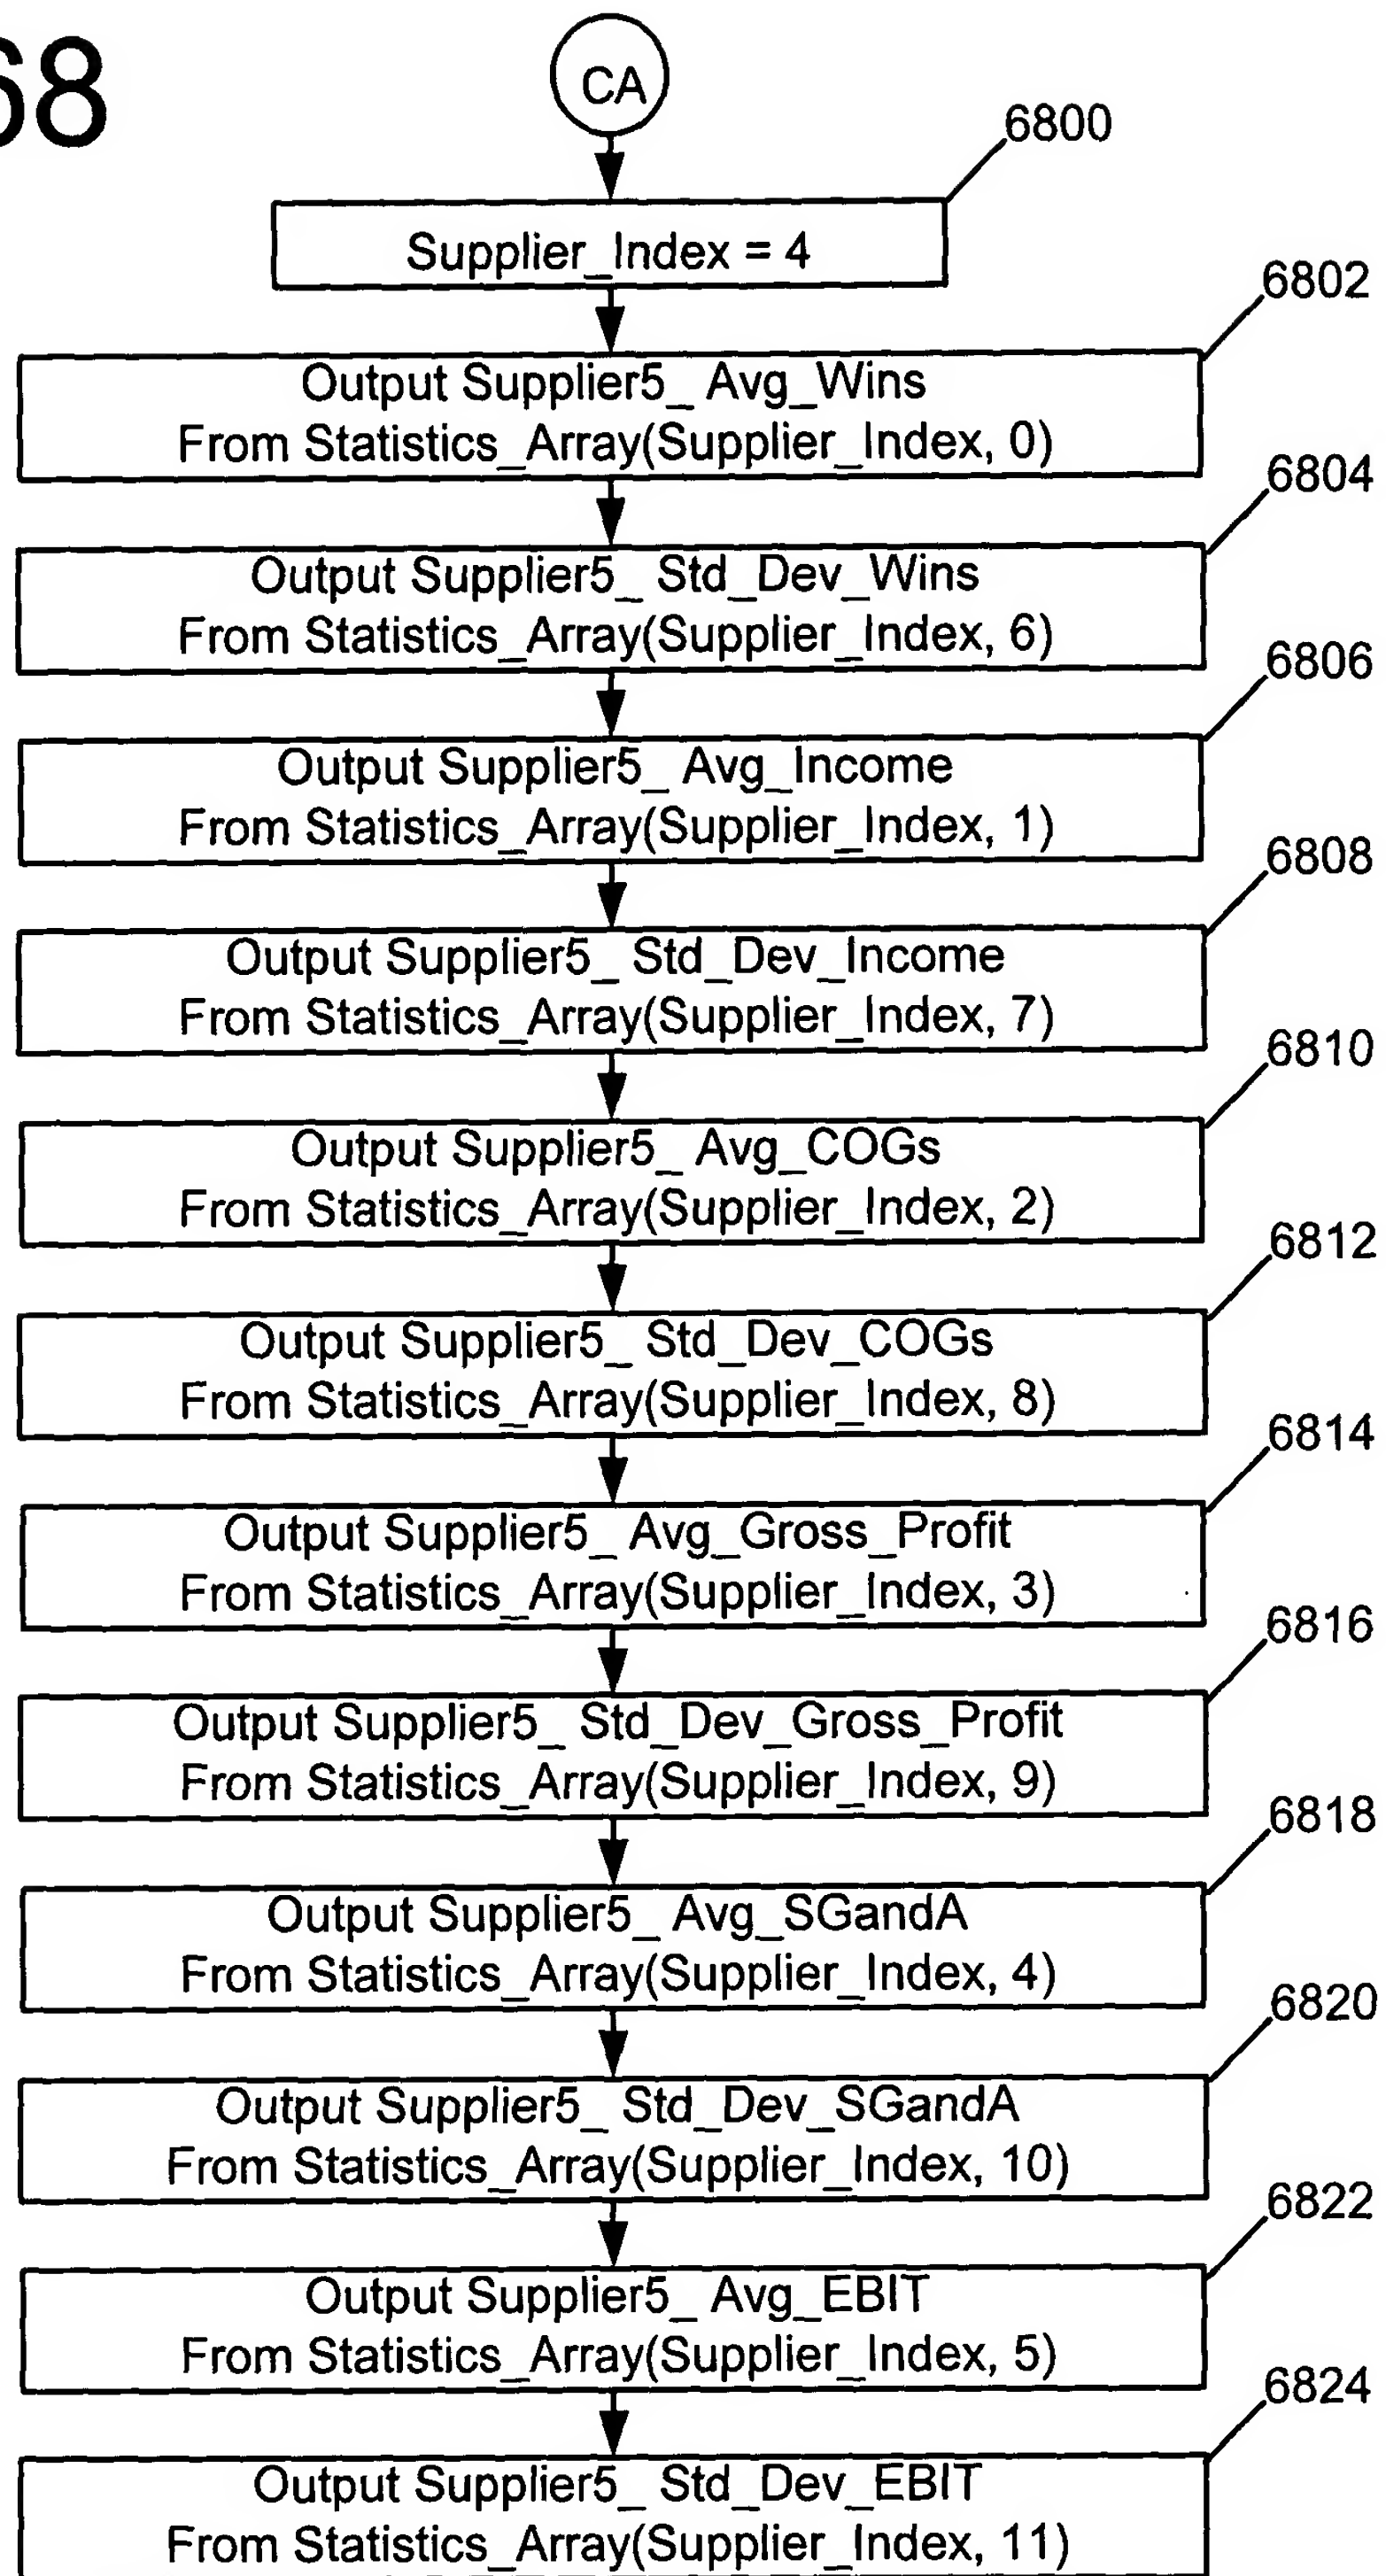 68
CA
6800
Supplier_Index = 4
6802
Output Supplier5_ Avg_Wins
From Statistics_Array(Supplier_Index, 0)
6804
Output Supplier5_ Std_Dev_Wins
From Statistics_Array(Supplier_Index, 6)
6806
Output Supplier5_ Avg_Income
From Statistics_Array(Supplier_Index, 1)
6808
Output Supplier5_ Std_Dev_Income
From Statistics_Array(Supplier_Index, 7)
6810
Output Supplier5_ Avg_COGs
From Statistics_Array(Supplier_Index, 2)
6812
Output Supplier5_ Std_Dev_COGs
From Statistics_Array(Supplier_Index, 8)
6814
Output Supplier5_ Avg_Gross_Profit
From Statistics_Array(Supplier_Index, 3)
6816
Output Supplier5_ Std_Dev_Gross_Profit
From Statistics_Array(Supplier_Index, 9)
6818
Output Supplier5_ Avg_SGandA
From Statistics_Array(Supplier_Index, 4)
6820
Output Supplier5_ Std_Dev_SGandA
From Statistics_Array(Supplier_Index, 10)
6822
Output Supplier5_ Avg_EBIT
From Statistics_Array(Supplier_Index, 5)
6824
Output Supplier5_ Std_Dev_EBIT
From Statistics_Array(Supplier_Index, 11)